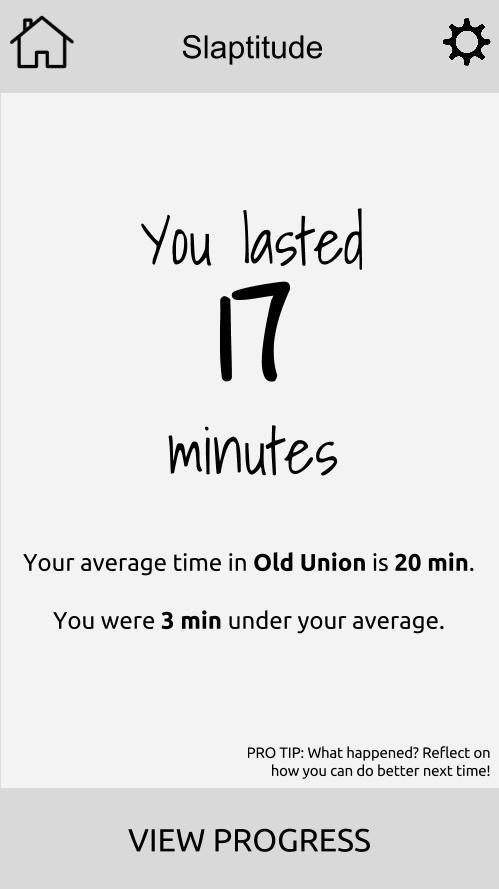 Slaptitude
You lasted
17
minutes
Your average time in Old Union is 20 min.
You were 3 min under your average.
PRO TIP: What happened? Reflect on
how you can do better next time!
VIEW PROGRESS